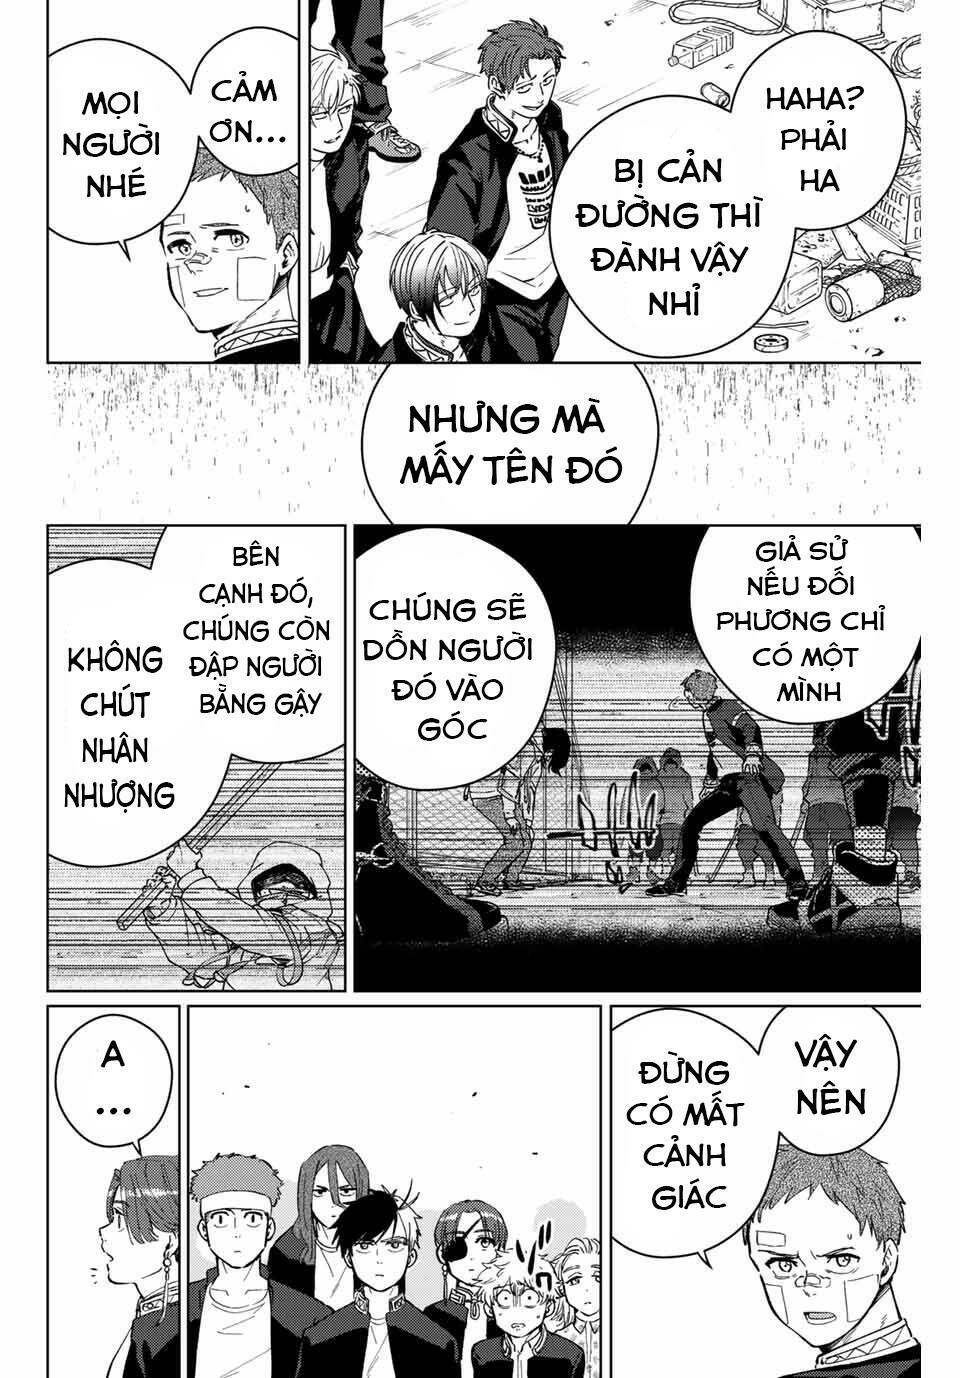 HAHA?
PHẢI
HA
BỊ CẢN
ĐƯỜNG THÌ
ĐÀNH VẬY
NHỈ
CẢM
ƠN...
MỌI
NGƯỜI
NHÉ
NHƯNG MÀ
MẤY TÊN ĐÓ
GIẢ SỬ
NẾU ĐỐI
PHƯƠNG CHỈ
CÓ MỘT
MÌNH
CHÚNG SẼ
DỒN NGƯỜI
ĐÓ VÀO
GÓC
BÊN
CẠNH ĐÓ,
CHÚNG CÒN
ĐẬP NGƯỜI
BẰNG GẬY
KHÔNG
CHÚT
NHÂN
NHƯỢNG
VẬY
NÊN
ĐỪNG
CÓ MẤT
CẢNH
GIÁC
A
...